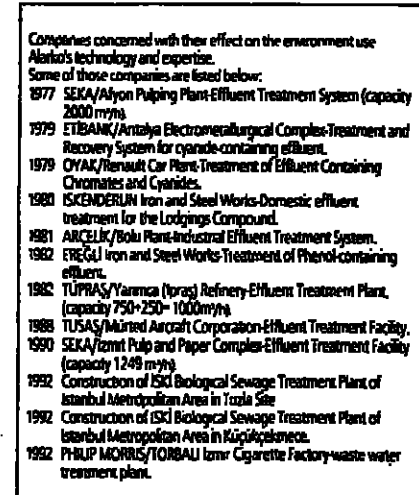 Companies concerned with their effect on the environment use
Alarko's technology and expertise.
Some of those companies are listed below:
1977 SEKA/Afyon Pulping Plant-Effluent Treatment System (capacity
2000 m³/h).
1979 ETİBANK/Antalya Electrometallurgical Complex-Treatment and
Recovery System for cyanide-containing effluent.
1979 OYAK/Renault Car Plant-Treatment of Effluent Containing
Chromates and Cyanides.
1980 İSKENDERUN Iron and Steel Works-Domestic effluent
treatment for the Lodgings Compound.
1981 ARÇELİK/Bolu Plant-Industrial Effluent Treatment System.
1982 EREĞLİ Iron and Steel Works-Treatment of Phenol-containing
effluent.
1982 TÜPRAŞ/Yarımca (İpraş) Refinery-Effluent Treatment Plant.
(capacity 750+250= 1000m³/h).
1988 TUSAŞ/Mürted Aircraft Corporation-Effluent Treatment Facility.
1990 SEKA/İzmit Pulp and Paper Complex-Effluent Treatment Facility
(capacity 1249 m³/h)
1992 Construction of İSKİ Biological Sewage Treatment Plant of
Istanbul Metropolitan Area in Tuzla Site
1992 Construction of İSKİ Biological Sewage Treatment Plant of
Istanbul Metropolitan Area in Küçükçekmece.
1992 PHILIP MORRIS/TORBALI Izmir Cigarette Factory-waste water
treatment plant.